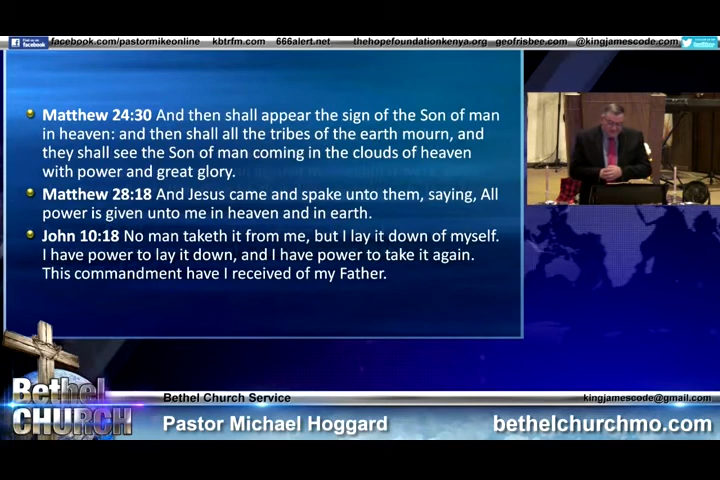 Find us on facebook
facebook.com/pastormikeonline kbtrfm.com 666alert.net thehopefoundationkenya.org geofrisbee.com @kingjamescode.com twitter
Matthew 24:30 And then shall appear the sign of the Son of man
in heaven: and then shall all the tribes of the earth mourn, and
they shall see the Son of man coming in the clouds of heaven
with power and great glory.
Matthew 28:18 And Jesus came and spake unto them, saying, All
power is given unto me in heaven and in earth.
John 10:18 No man taketh it from me, but I lay it down of myself.
I have power to lay it down, and I have power to take it again.
This commandment have I received of my Father.
Bethel
CHURCH
Bethel Church Service kingjamescode@gmail.com
Pastor Michael Hoggard bethelchurchmo.com